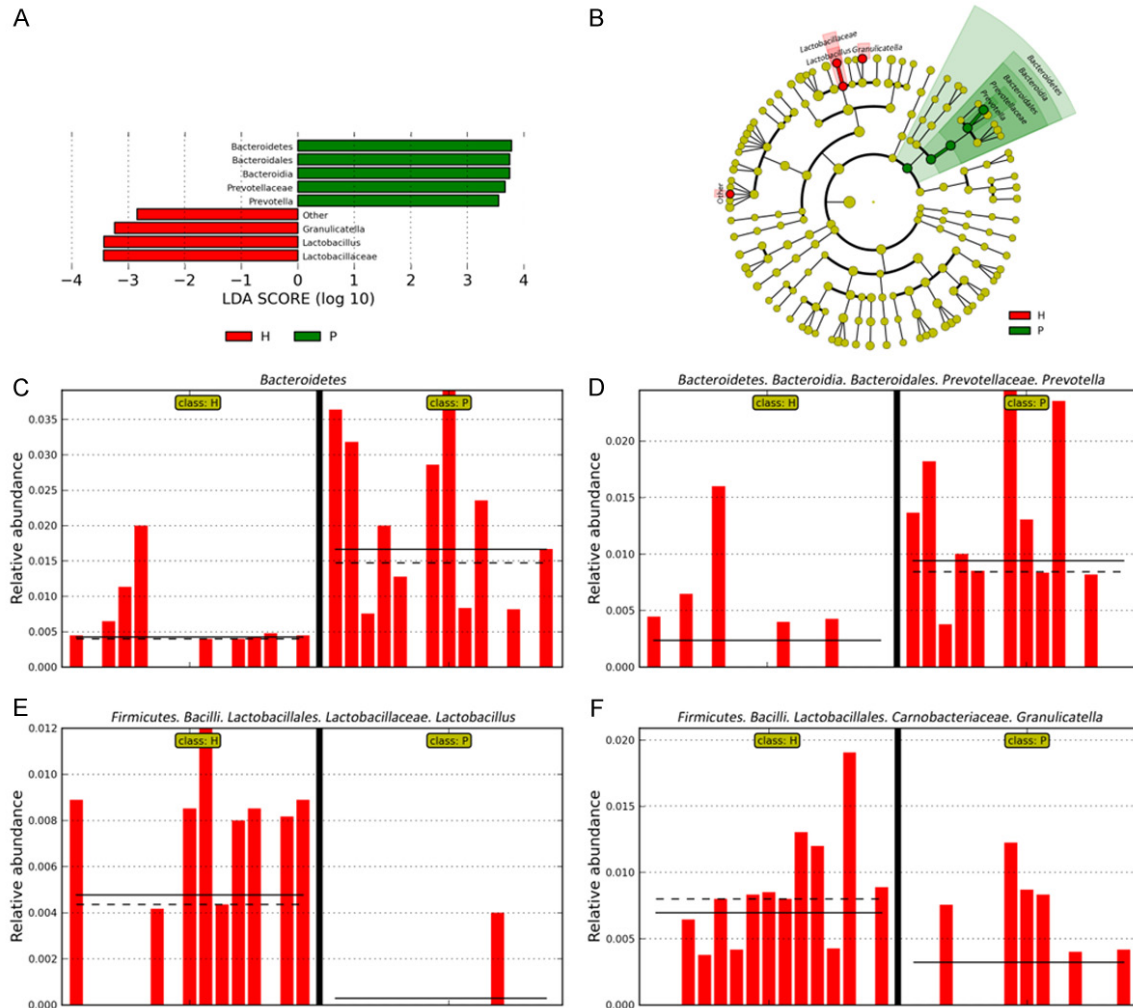 A
Bacteroidetes
Bacteroidales
Bacteroidia
Prevotellaceae
Prevotella
Other
Granulicatella
Lactobacillus
Lactobacillaceae
−4 −3 −2 −1 0 1 2 3 4
LDA SCORE (log 10)
H P
B
Lactobacillaceae
Lactobacillus
Granulicatella
Bacteroidetes
Bacteroidia
Bacteroidales
Prevotellaceae
Prevotella
Other
H
P
C
Bacteroidetes
class: H class: P
Relative abundance
0.035
0.030
0.025
0.020
0.015
0.010
0.005
0.000
D
Bacteroidetes. Bacteroidia. Bacteroidales. Prevotellaceae. Prevotella
class: H class: P
Relative abundance
0.020
0.015
0.010
0.005
0.000
E
Firmicutes. Bacilli. Lactobacillales. Lactobacillaceae. Lactobacillus
class: H class: P
Relative abundance
0.012
0.010
0.008
0.006
0.004
0.002
0.000
F
Firmicutes. Bacilli. Lactobacillales. Carnobacteriaceae. Granulicatella
class: H class: P
Relative abundance
0.020
0.015
0.010
0.005
0.000